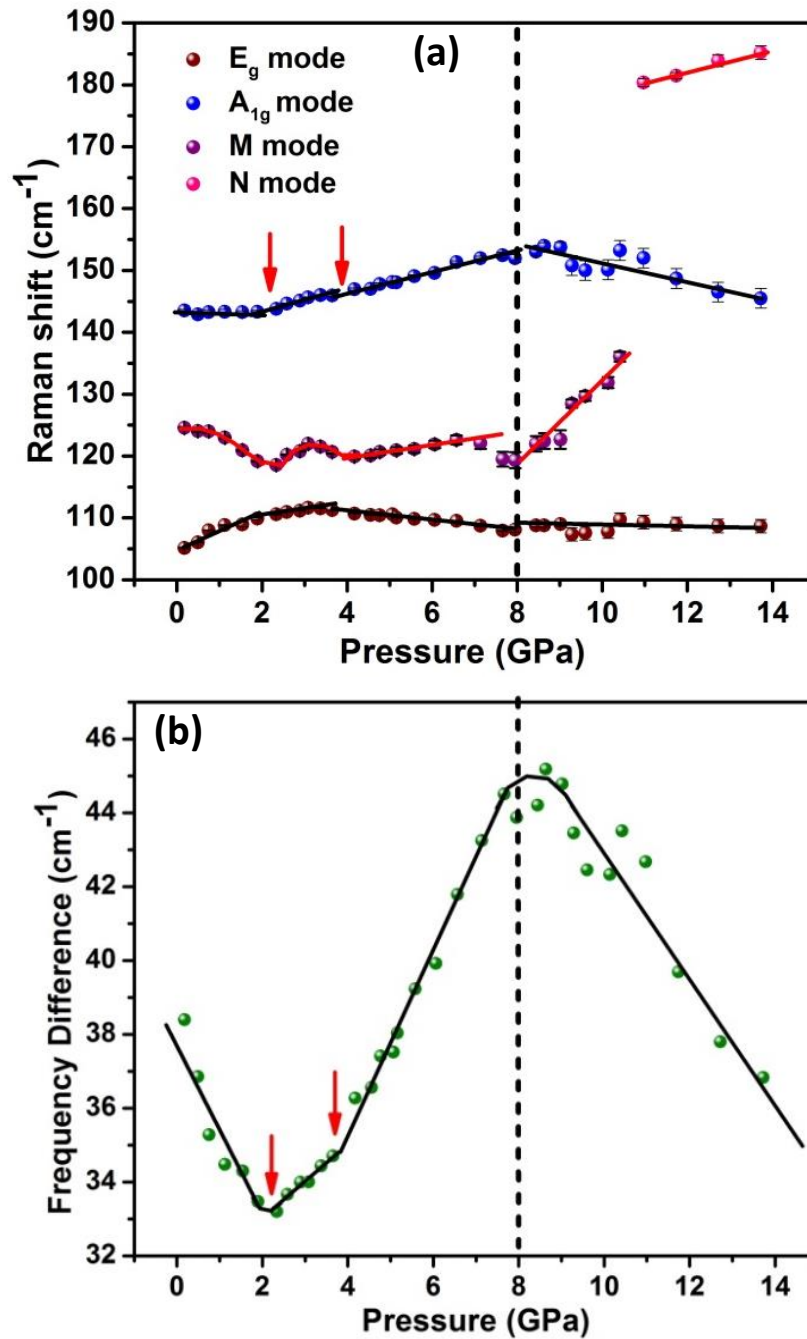 (a)
E_g mode
A_1g mode
M mode
N mode
Raman shift (cm^-1)
190
180
170
160
150
140
130
120
110
100
0 2 4 6 8 10 12 14
Pressure (GPa)
(b)
Frequency Difference (cm^-1)
46
44
42
40
38
36
34
32
0 2 4 6 8 10 12 14
Pressure (GPa)